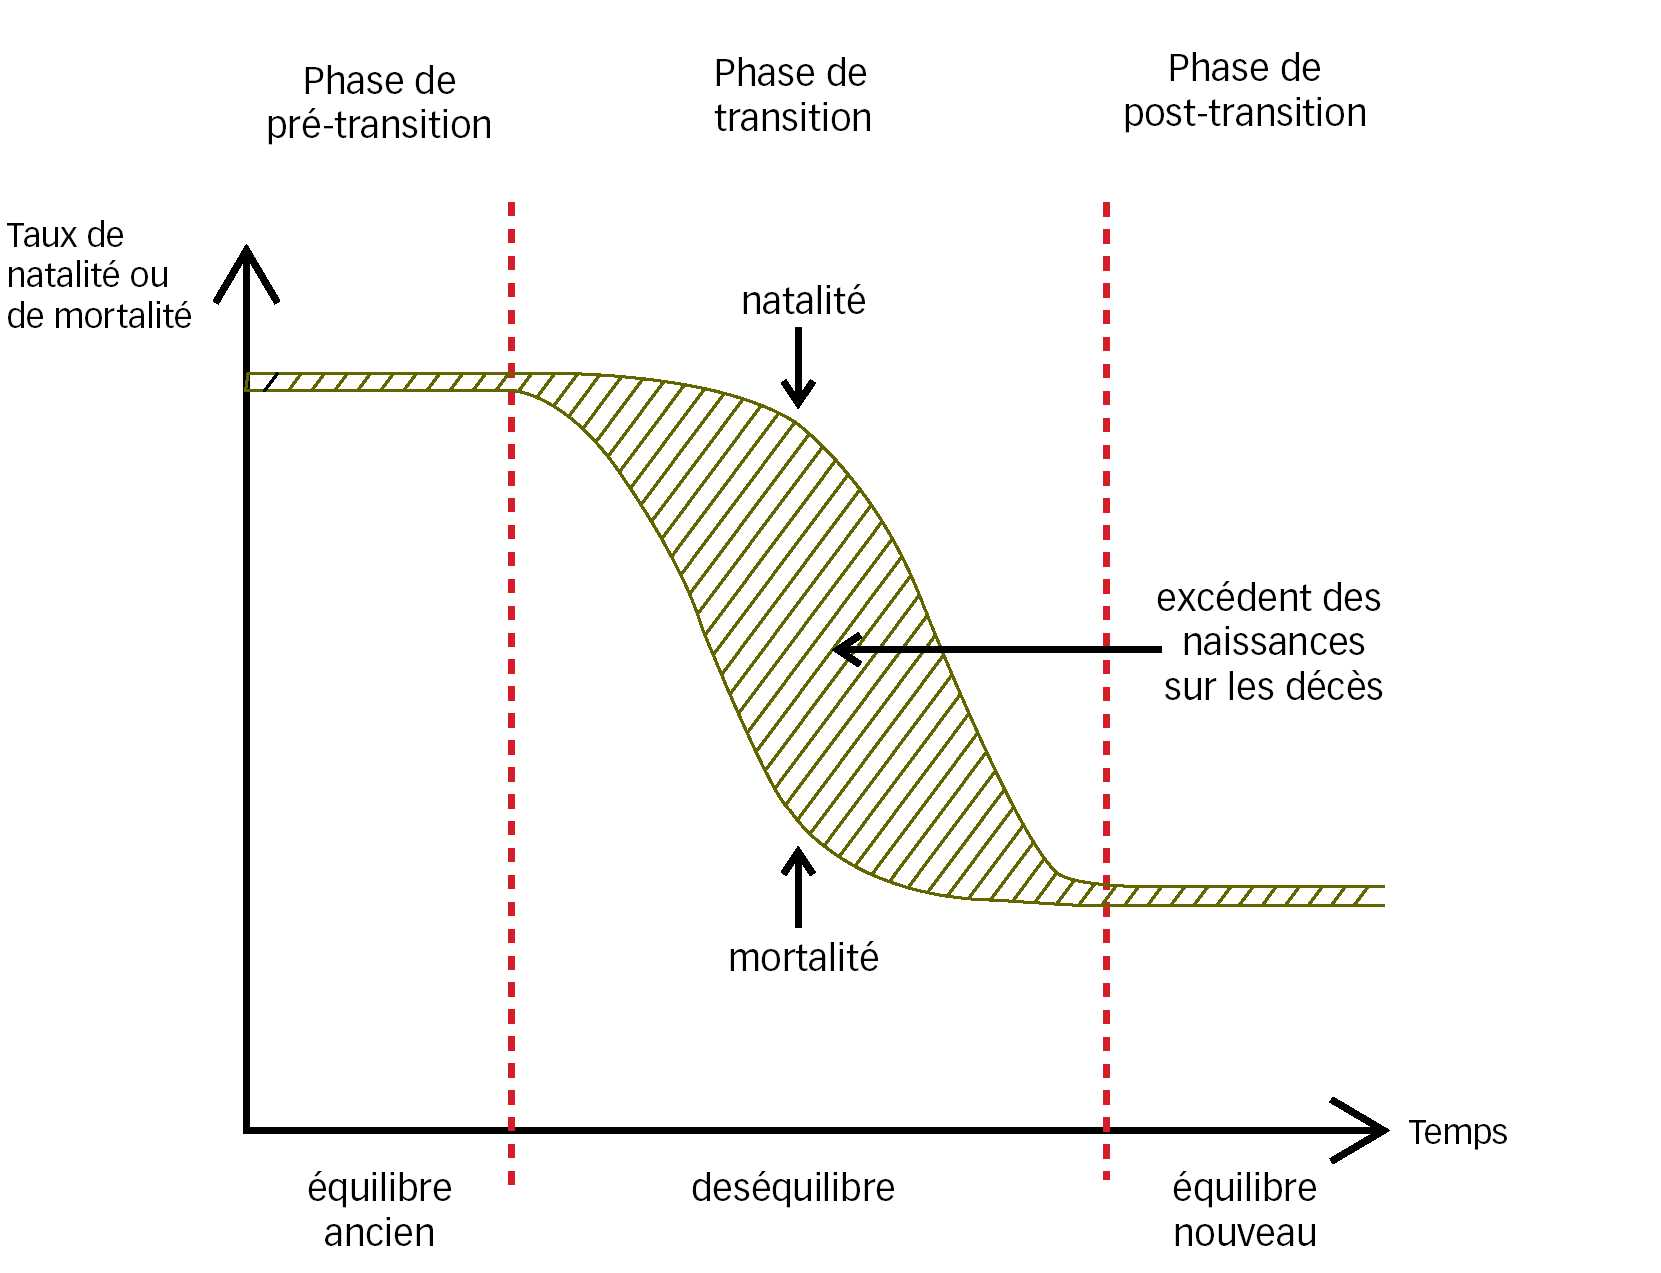 Phase de
pré-transition
Phase de
transition
Phase de
post-transition
Taux de
natalité ou
de mortalité
natalité
excédent des
naissances
sur les décès
mortalité
Temps
équilibre
ancien
deséquilibre
équilibre
nouveau